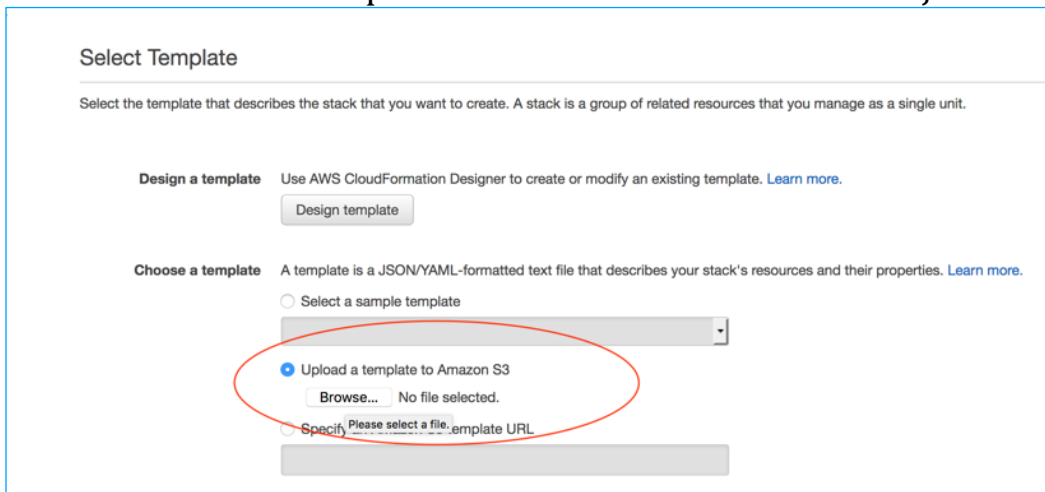 Select Template
Select the template that describes the stack that you want to create. A stack is a group of related resources that you manage as a single unit.
Design a template Use AWS CloudFormation Designer to create or modify an existing template. Learn more.
Design template
Choose a template A template is a JSON/YAML-formatted text file that describes your stack's resources and their properties. Learn more.
Select a sample template
Upload a template to Amazon S3
Browse... No file selected.
Please select a file.
Specify template URL